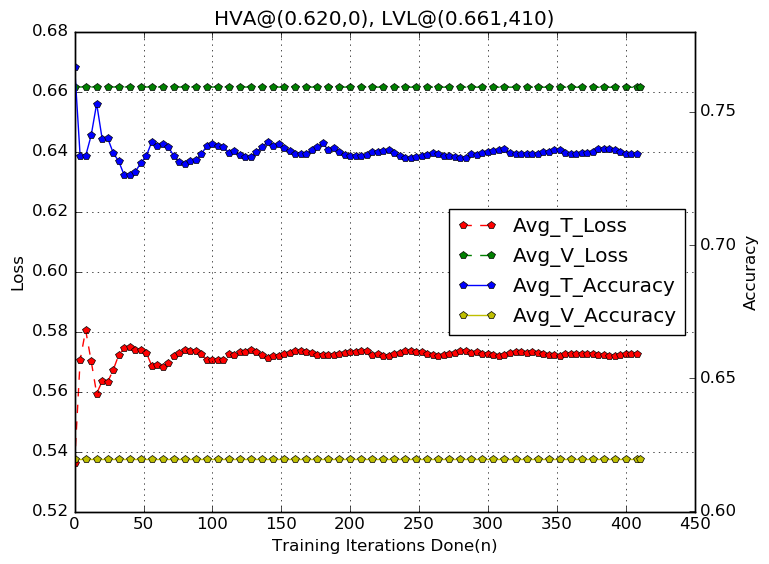 HVA@(0.620,0), LVL@(0.661,410)
0.68
0.66
0.64
0.62
0.60
0.58
0.56
0.54
0.52
Loss
0.75
0.70
0.65
0.60
Accuracy
Avg_T_Loss
Avg_V_Loss
Avg_T_Accuracy
Avg_V_Accuracy
0 50 100 150 200 250 300 350 400 450
Training Iterations Done(n)